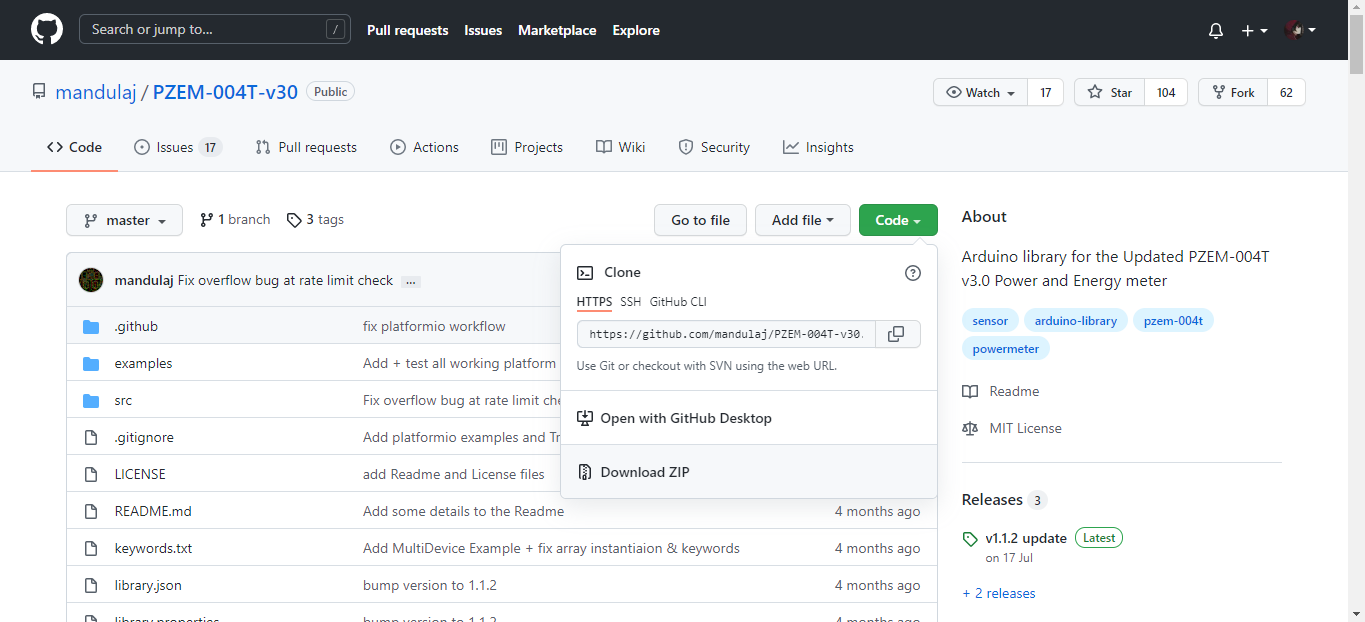 Search or jump to... /
Pull requests Issues Marketplace Explore
mandulaj / PZEM-004T-v30 Public
Watch 17 Star 104 Fork 62
Code Issues 17 Pull requests Actions Projects Wiki Security Insights
master 1 branch 3 tags Go to file Add file Code
mandulaj Fix overflow bug at rate limit check ...
.github fix platformio workflow
examples Add + test all working platform
src Fix overflow bug at rate limit che
.gitignore Add platformio examples and Tr
LICENSE add Readme and License files
README.md Add some details to the Readme 4 months ago
keywords.txt Add MultiDevice Example + fix array instantiaion & keywords 4 months ago
library.json bump version to 1.1.2 4 months ago
library.properties bump version to 1.1.2 4 months ago
Clone
HTTPS SSH GitHub CLI
https://github.com/mandulaj/PZEM-004T-v30.
Use Git or checkout with SVN using the web URL.
Open with GitHub Desktop
Download ZIP
About
Arduino library for the Updated PZEM-004T
v3.0 Power and Energy meter
sensor arduino-library pzem-004t
powermeter
Readme
MIT License
Releases 3
v1.1.2 update Latest
on 17 Jul
+ 2 releases